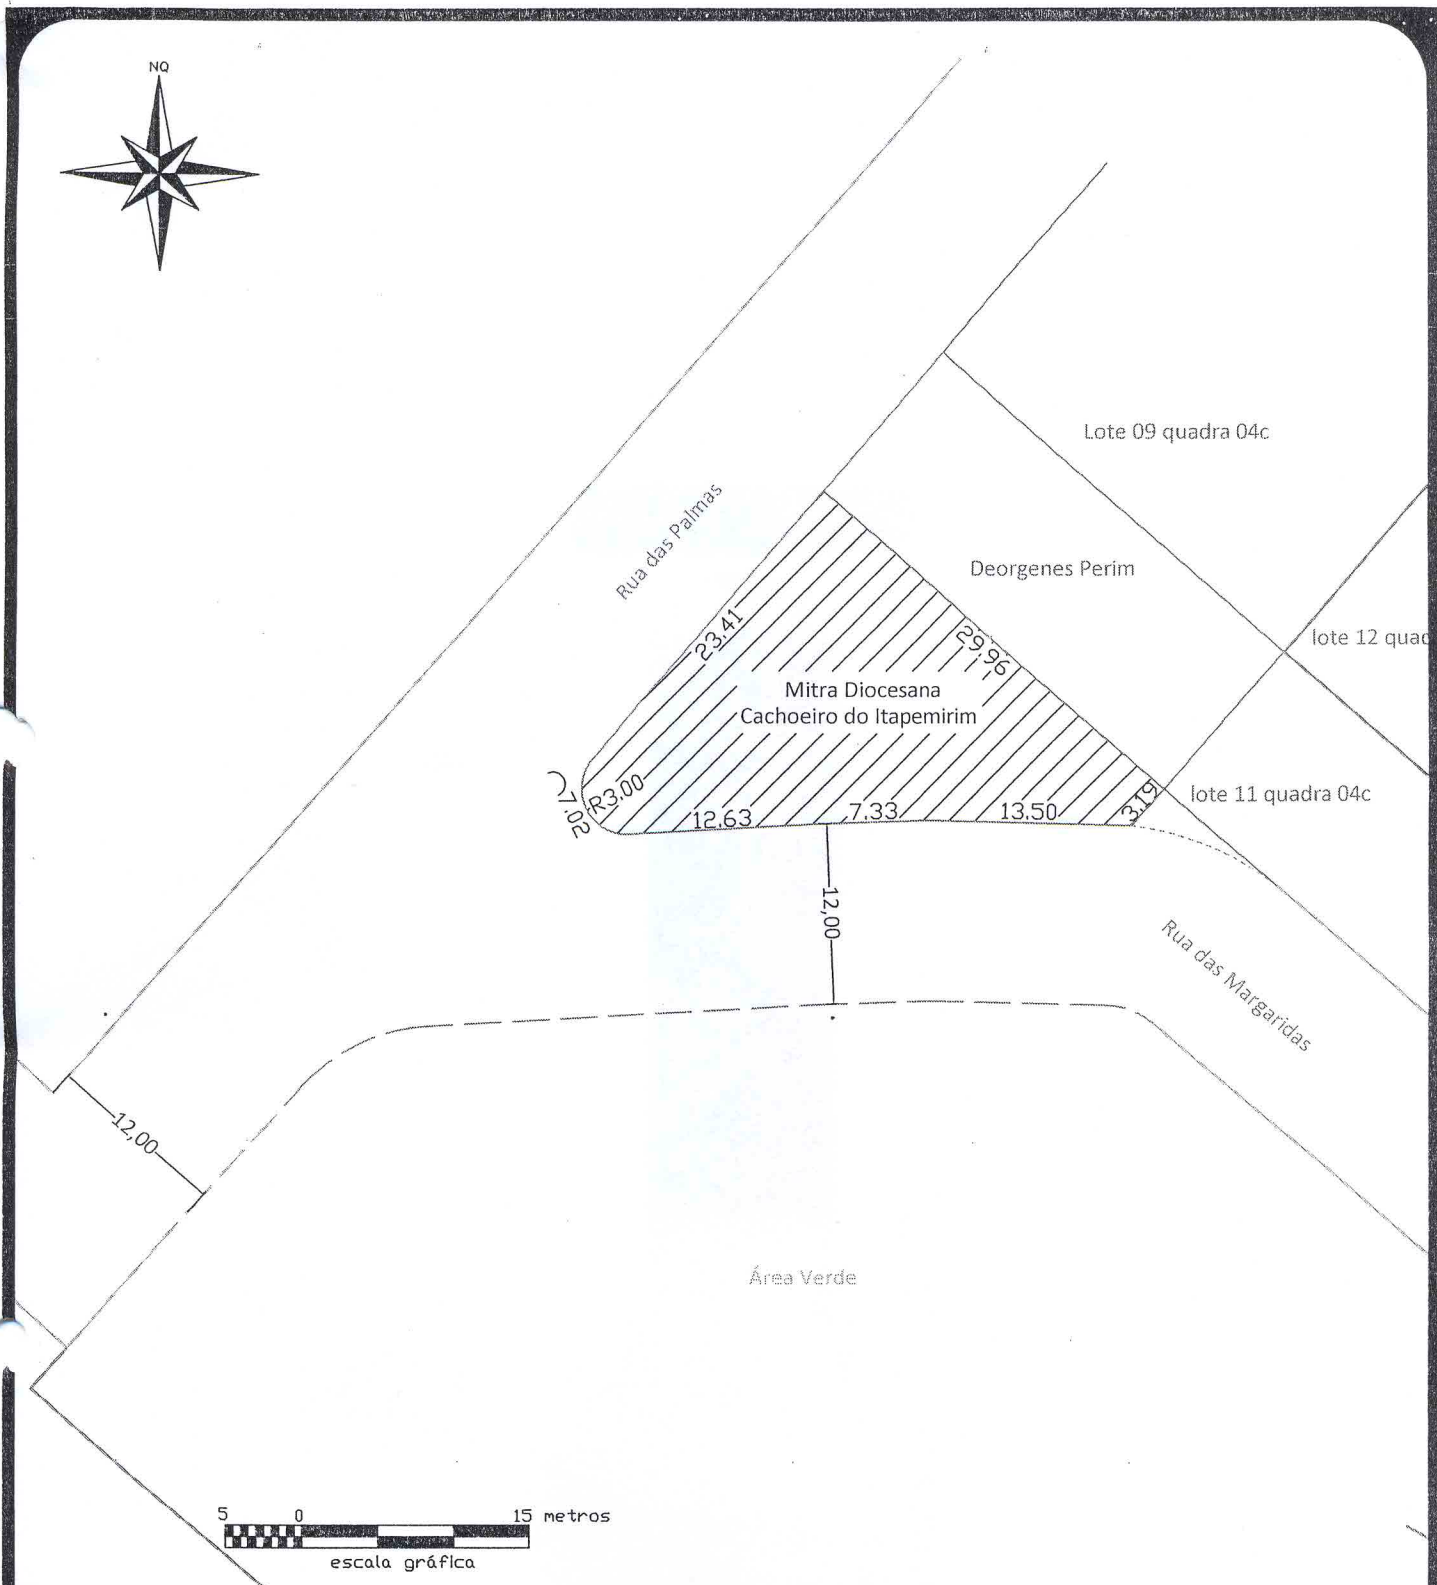 NQ
Lote 09 quadra 04c
Rua das Palmas
Deorgenes Perim
lote 12 quad
23.41
29.96
Mitra Diocesana
Cachoeiro do Itapemirim
R3.00
7.02
12.63
7.33
13.50
3.19
lote 11 quadra 04c
12,00
Rua das Margaridas
12,00
Área Verde
5 0 15 metros
escala gráfica